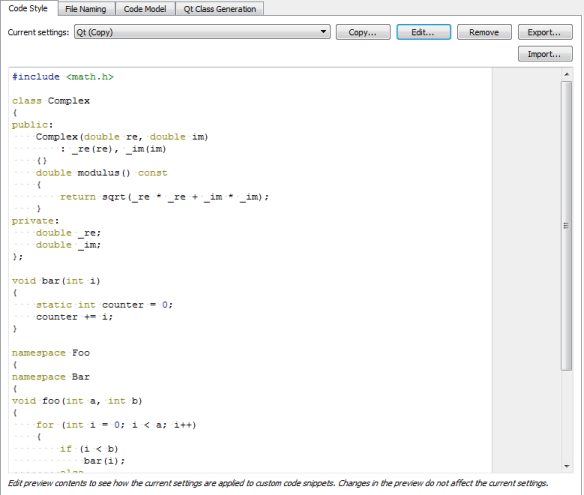 Code Style File Naming Code Model Qt Class Generation
Current settings: Qt (Copy) Copy... Edit... Remove Export...
Import...
#include <math.h>
class Complex
{
public:
    Complex(double re, double im)
        : _re(re), _im(im)
    {}
    double modulus() const
    {
        return sqrt(_re * _re + _im * _im);
    }
private:
    double _re;
    double _im;
};
void bar(int i)
{
    static int counter = 0;
    counter += i;
}
namespace Foo
{
namespace Bar
{
void foo(int a, int b)
{
    for (int i = 0; i < a; i++)
    {
        if (i < b)
            bar(i);
        else
Edit preview contents to see how the current settings are applied to custom code snippets. Changes in the preview do not affect the current settings.